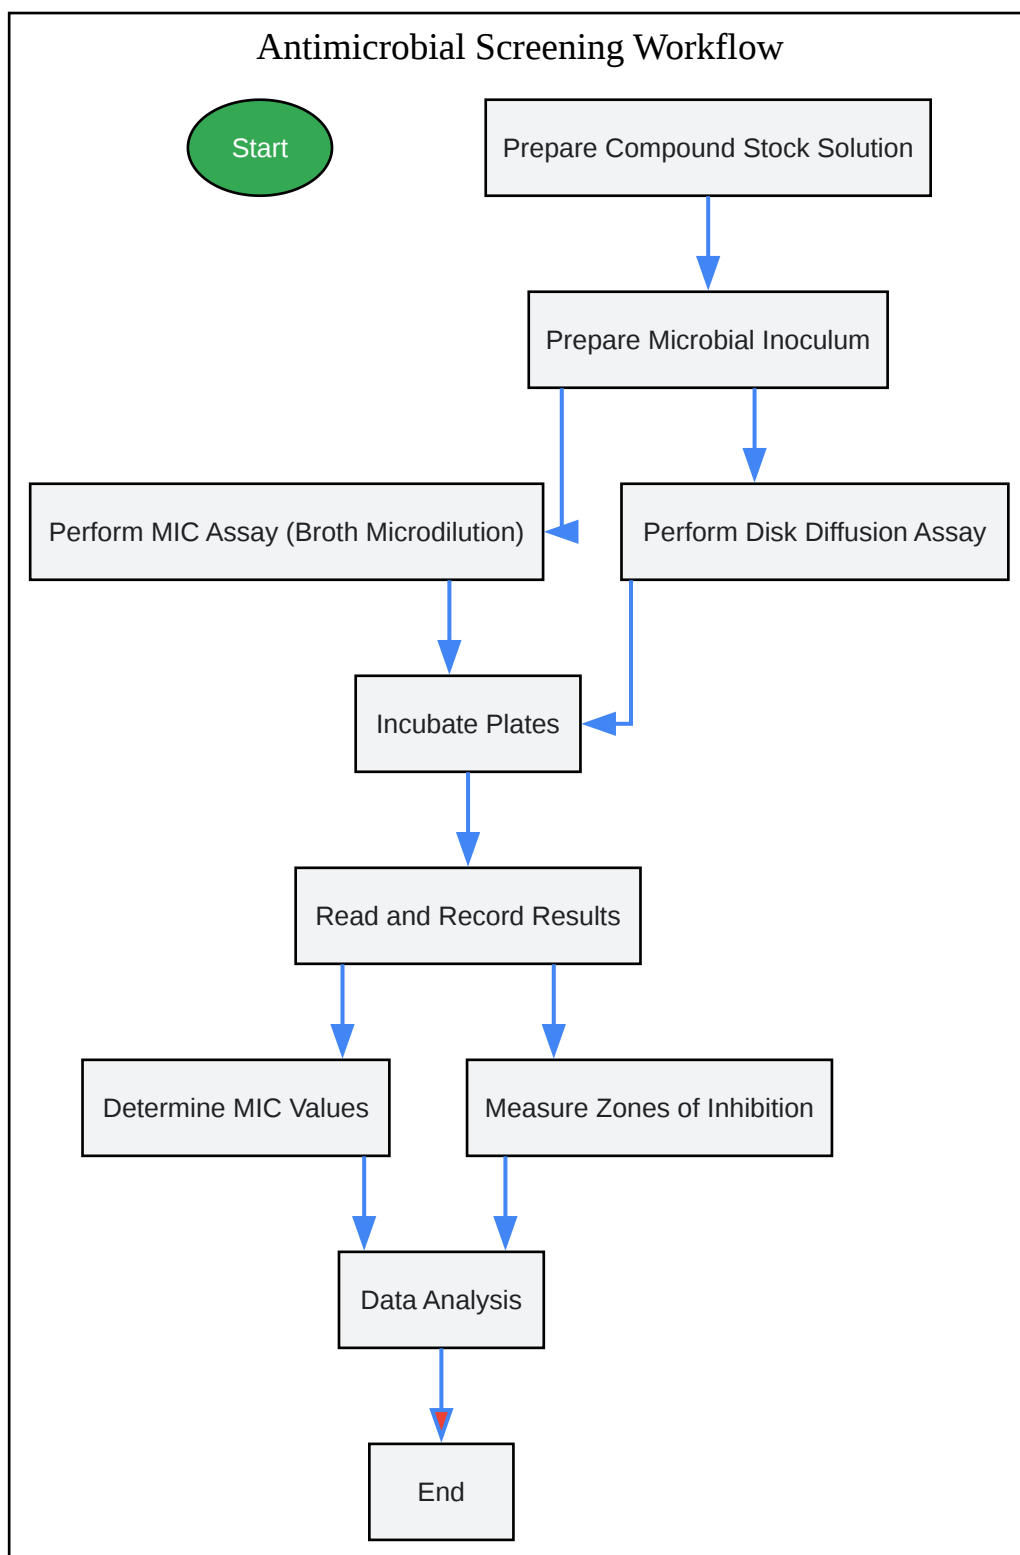 Antimicrobial Screening Workflow
Start
Prepare Compound Stock Solution
Prepare Microbial Inoculum
Perform MIC Assay (Broth Microdilution)
Perform Disk Diffusion Assay
Incubate Plates
Read and Record Results
Determine MIC Values
Measure Zones of Inhibition
Data Analysis
End